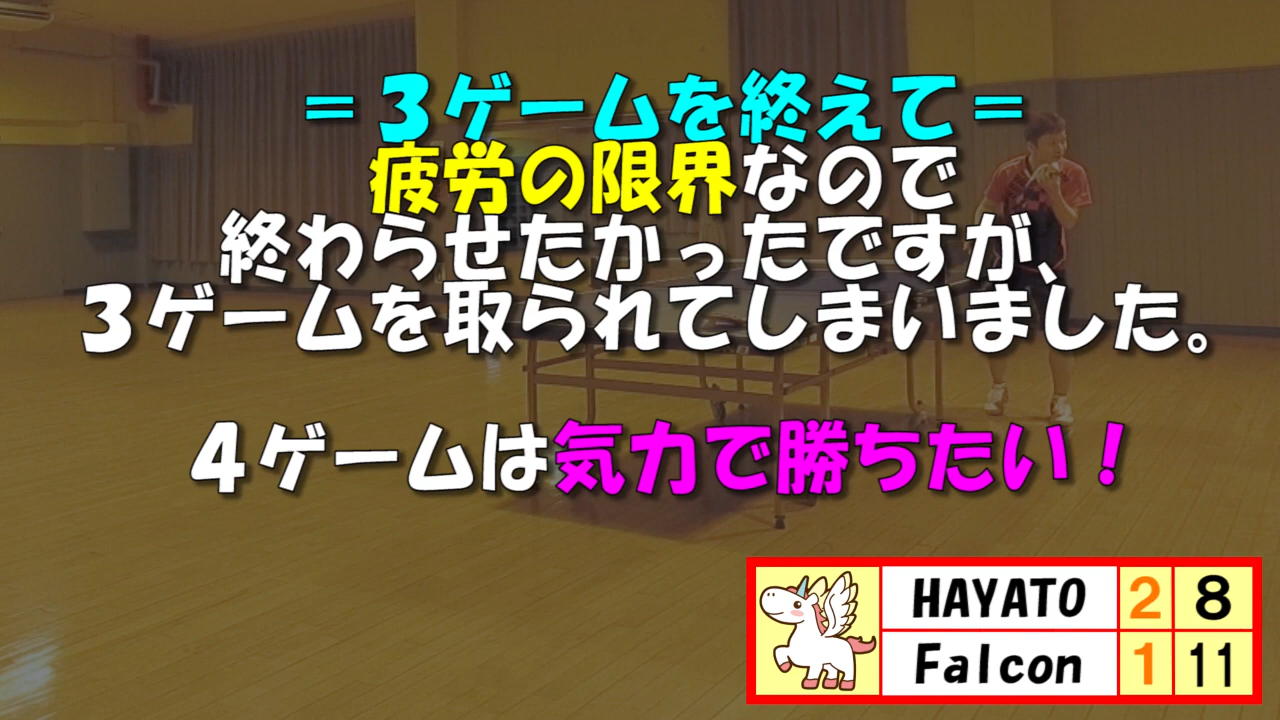 ＝３ゲームを終えて＝
疲労の限界なので
終わらせたかったですが、
３ゲームを取られてしまいました。
４ゲームは気力で勝ちたい！
HAYATO 2 8
Falcon 1 11